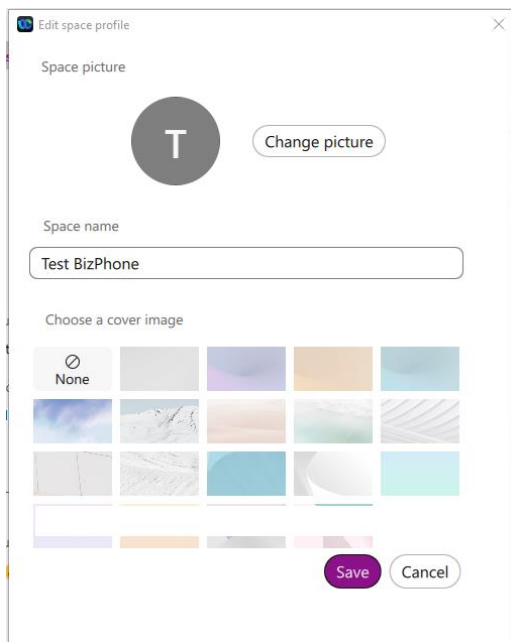 Edit space profile
Space picture
T
Change picture
Space name
Test BizPhone
Choose a cover image
None
Save
Cancel